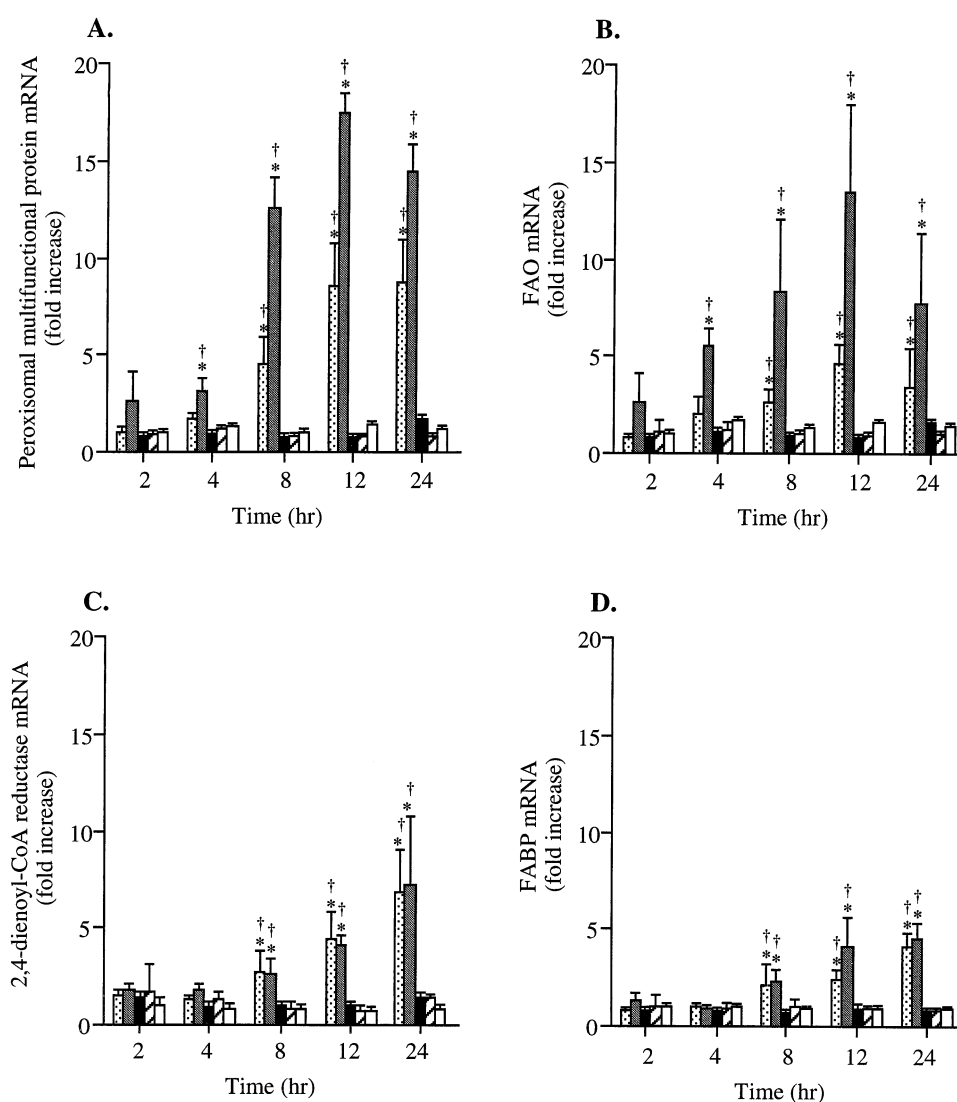 A.
Peroxisomal multifunctional protein mRNA
(fold increase)
20
15
10
5
0
† * † * † * † * † * † * † *
2 4 8 12 24
Time (hr)
B.
FAO mRNA
(fold increase)
20
15
10
5
0
† * † * † * † * † * † * † *
2 4 8 12 24
Time (hr)
C.
2,4-dienoyl-CoA reductase mRNA
(fold increase)
20
15
10
5
0
† * † * † * † * † * † *
2 4 8 12 24
Time (hr)
D.
FABP mRNA
(fold increase)
20
15
10
5
0
† * † * † * † * † * † *
2 4 8 12 24
Time (hr)